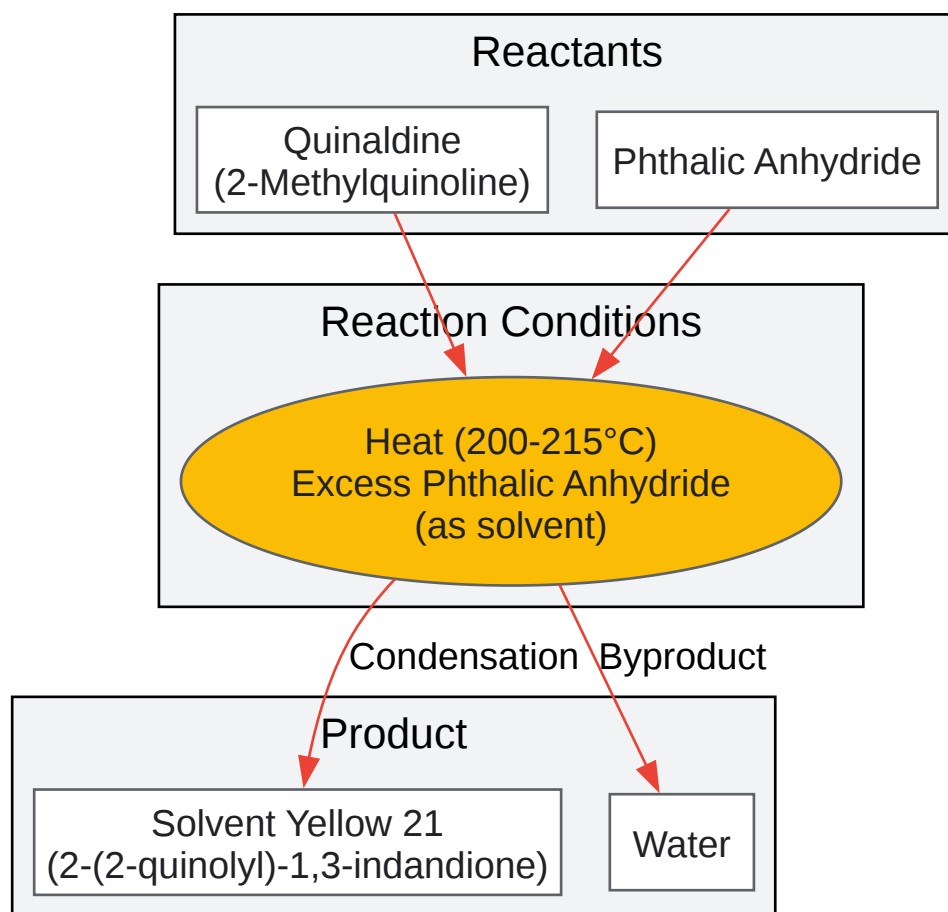 Reactants
Quinaldine
(2-Methylquinoline)
Phthalic Anhydride
Reaction Conditions
Heat (200-215°C)
Excess Phthalic Anhydride
(as solvent)
Condensation
Byproduct
Product
Solvent Yellow 21
(2-(2-quinolyl)-1,3-indandione)
Water